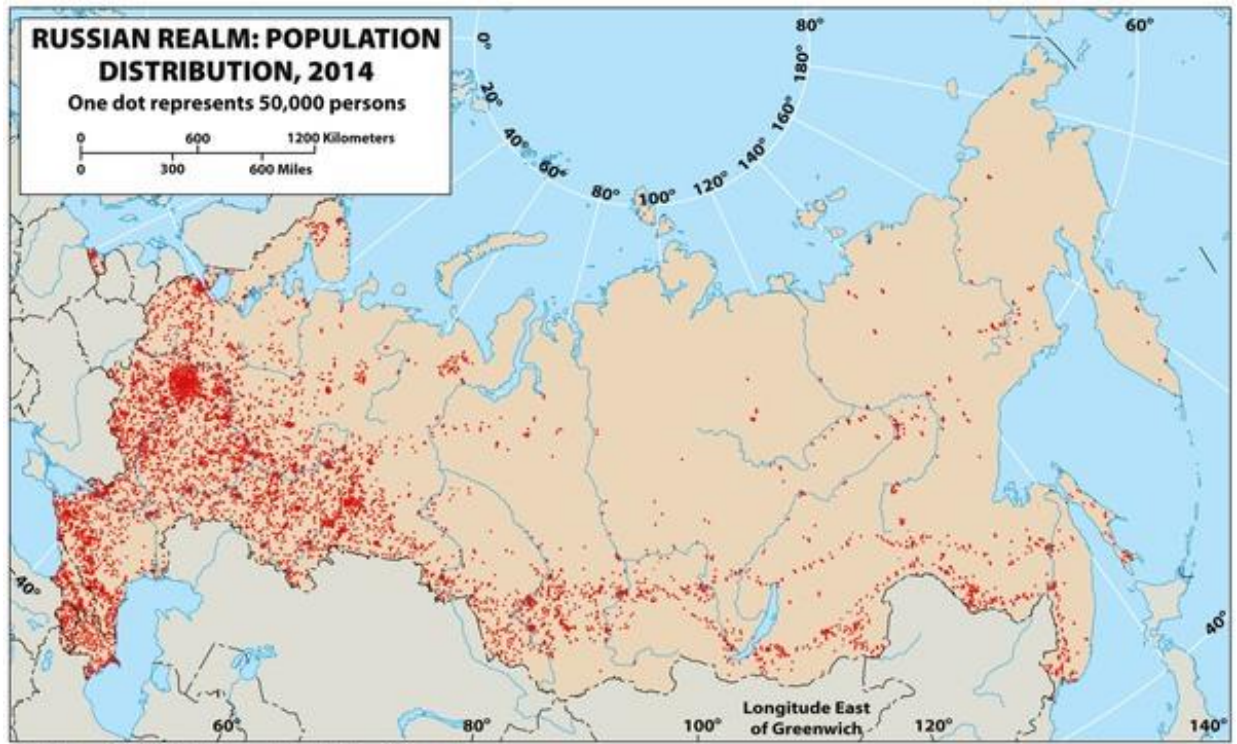 RUSSIAN REALM: POPULATION
DISTRIBUTION, 2014
One dot represents 50,000 persons
0 600 1200 Kilometers
0 300 600 Miles
80°
60°
0°
20°
40°
60°
80°
100°
120°
140°
160°
180°
40°
60°
80°
100°
Longitude East
of Greenwich
120°
140°
40°